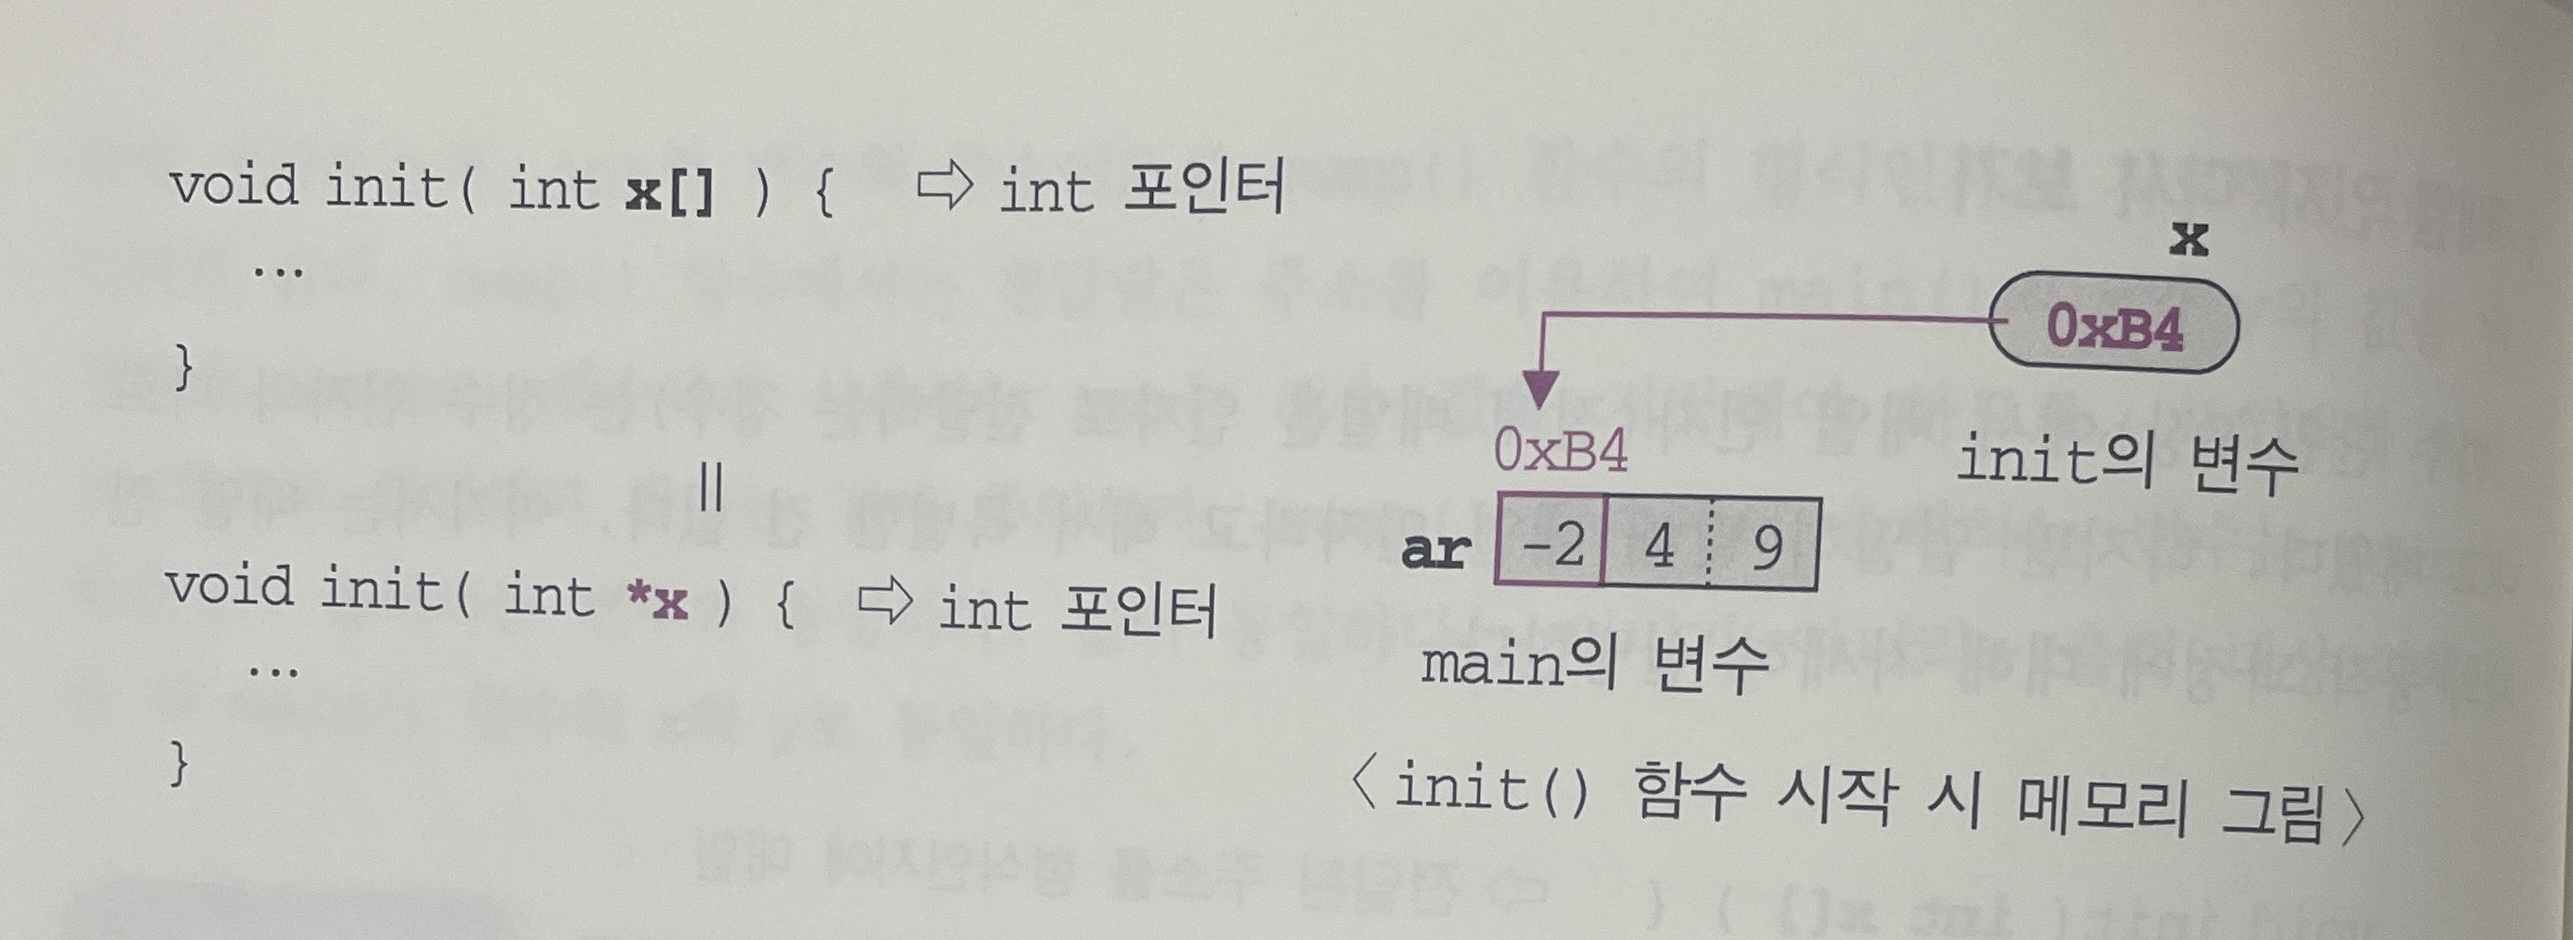 void init( int x[] ) { ⇨ int 포인터
...
}
||
void init( int *x ) { ⇨ int 포인터
...
}
x
0xB4
init의 변수
0xB4
ar -2 4 9
main의 변수
〈init() 함수 시작 시 메모리 그림〉